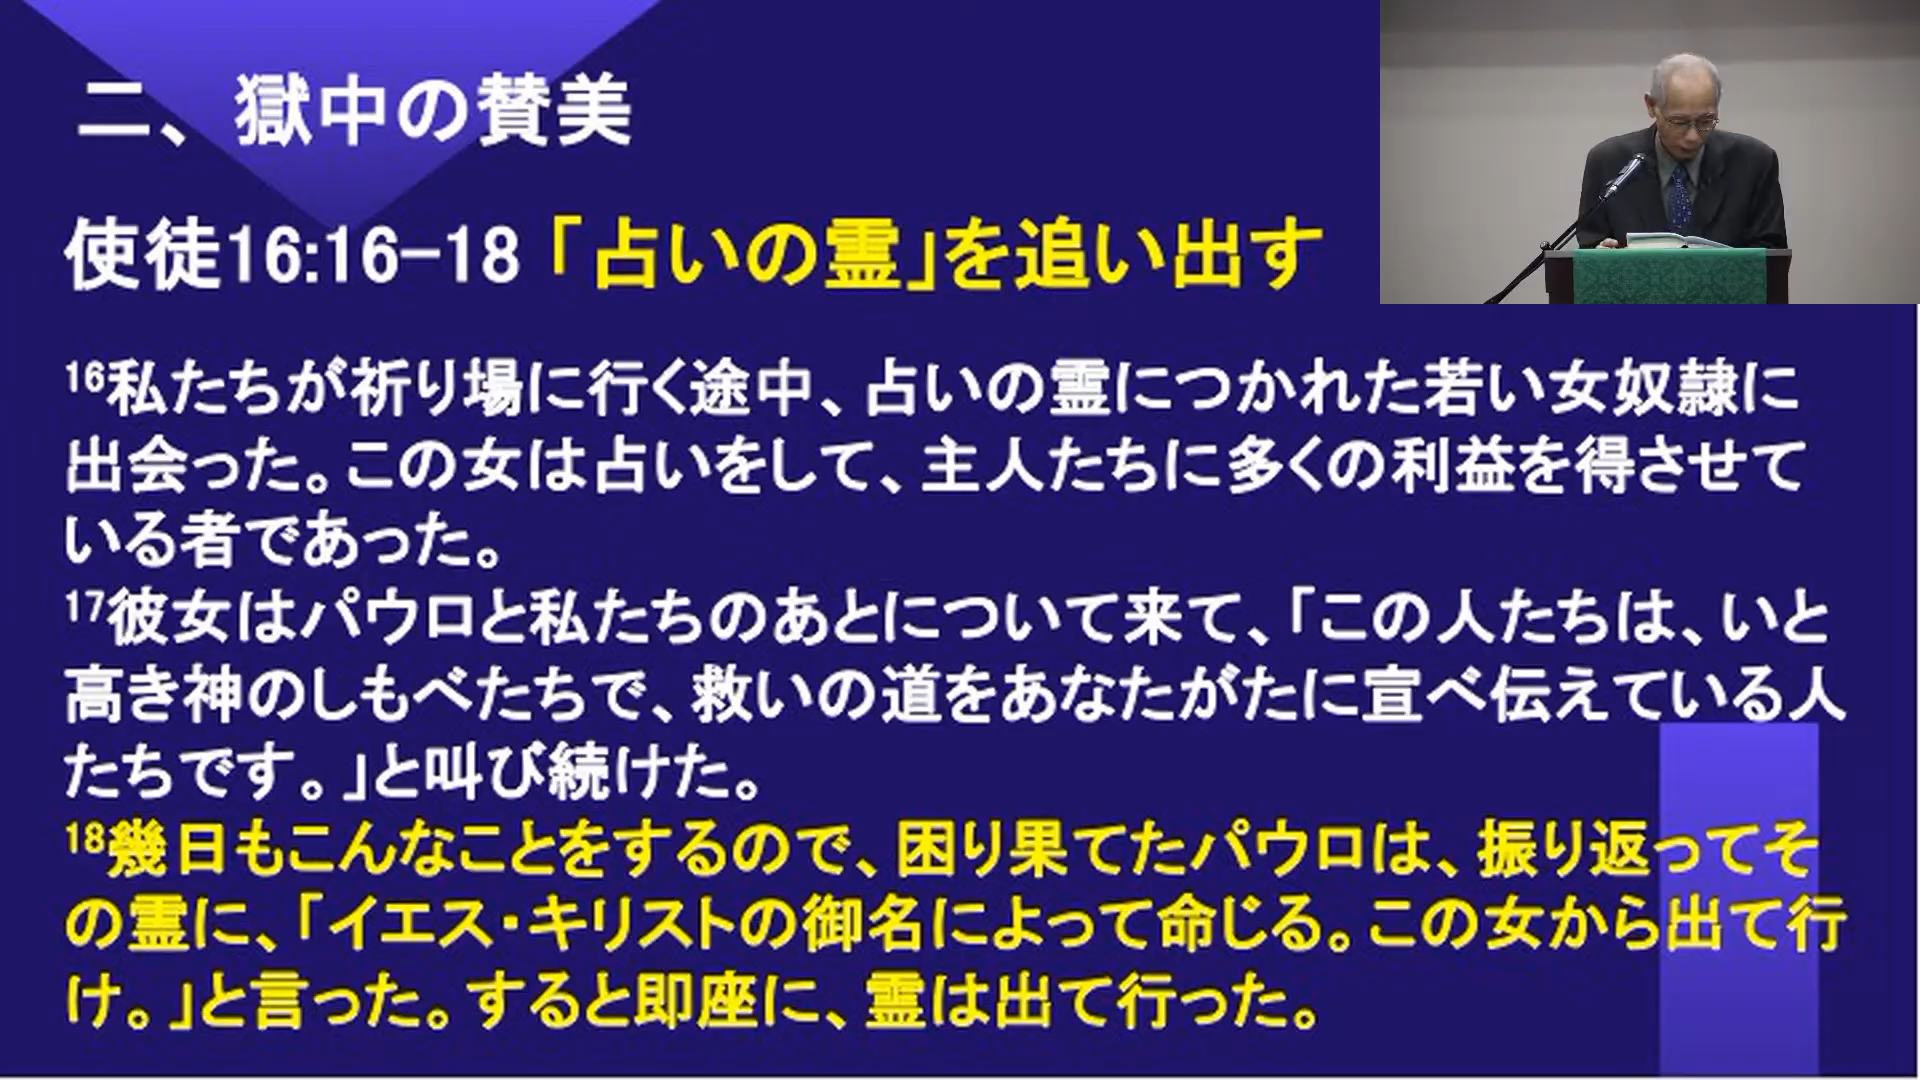 二、獄中の賛美
使徒16:16-18「占いの霊」を追い出す
16私たちが祈り場に行く途中、占いの霊につかれた若い女奴隷に
出会った。この女は占いをして、主人たちに多くの利益を得させて
いる者であった。
17彼女はパウロと私たちのあとについて来て、「この人たちは、いと
高き神のしもべたちで、救いの道をあなたがたに宣べ伝えている人
たちです。」と叫び続けた。
18幾日もこんなことをするので、困り果てたパウロは、振り返ってそ
の霊に、「イエス・キリストの御名によって命じる。この女から出て行
け。」と言った。すると即座に、霊は出て行った。